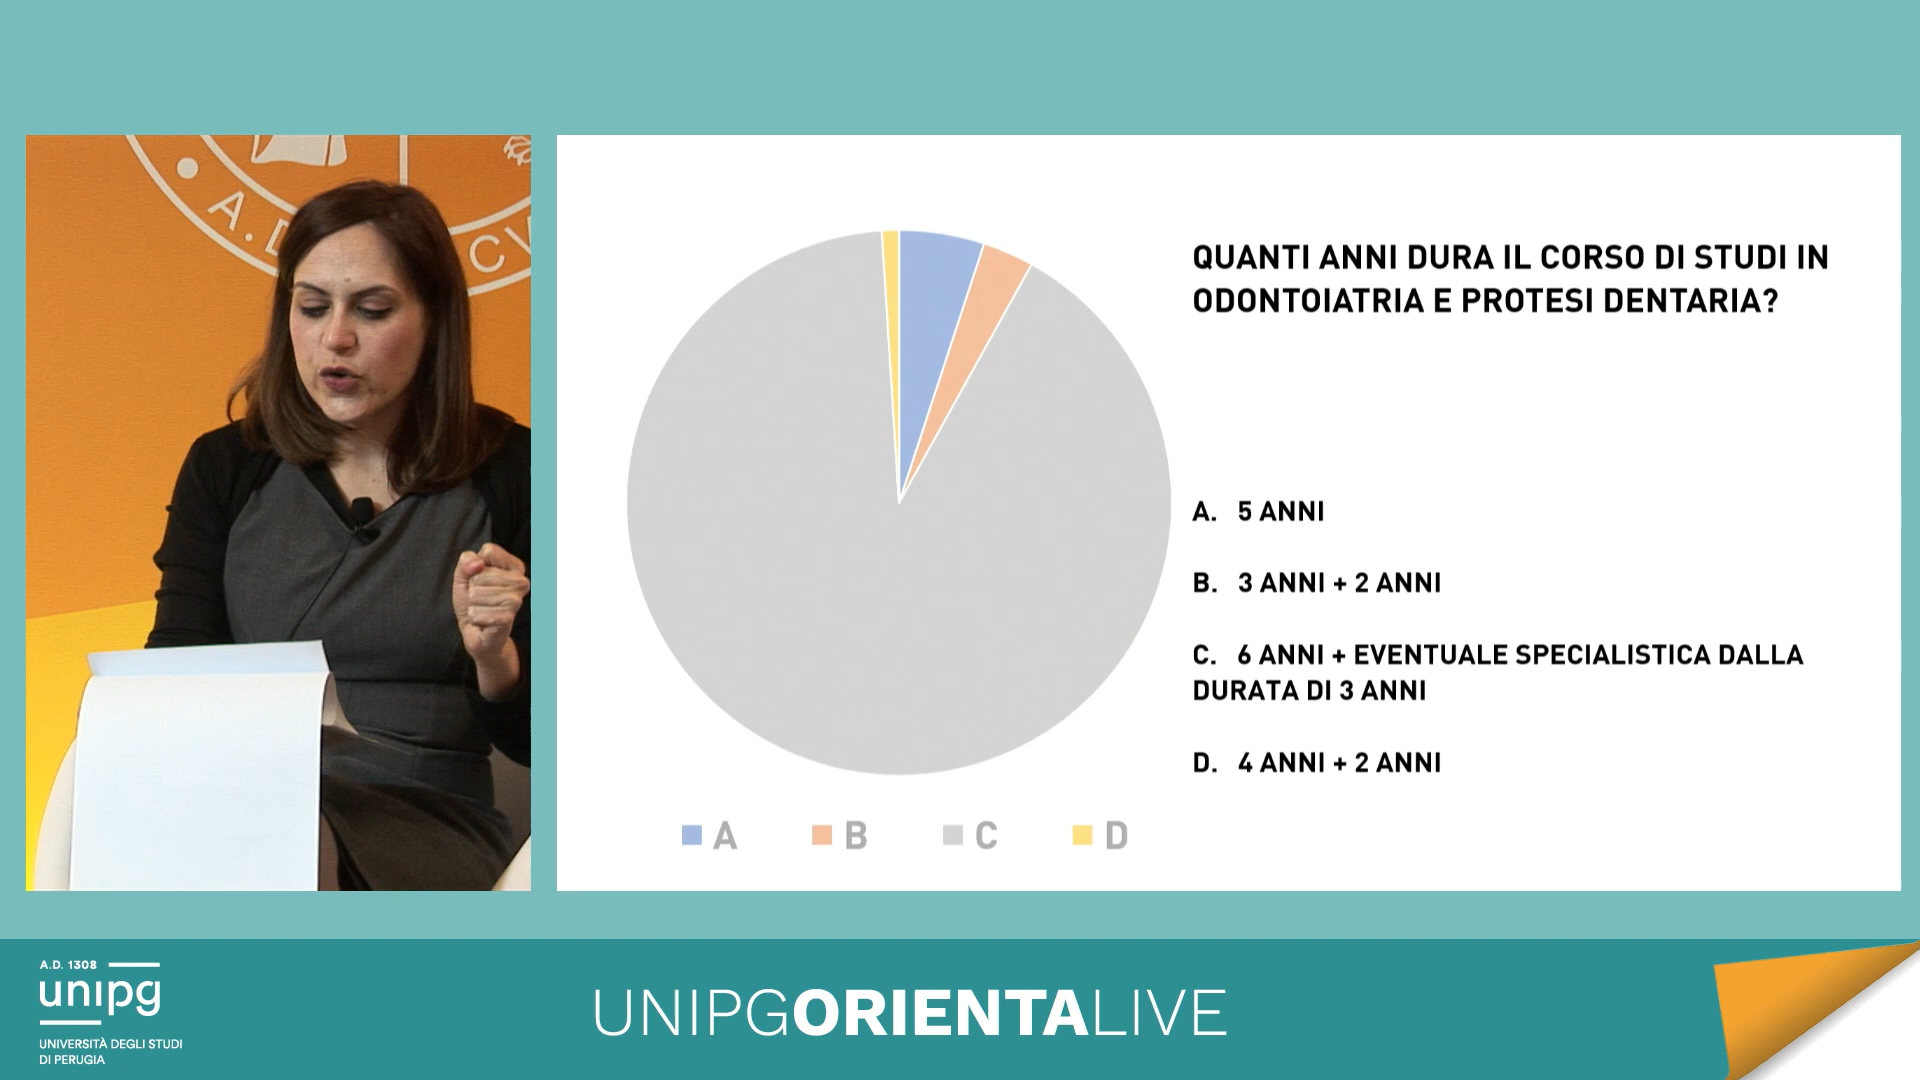 A.D
CV
QUANTI ANNI DURA IL CORSO DI STUDI IN
ODONTOIATRIA E PROTESI DENTARIA?
A. 5 ANNI
B. 3 ANNI + 2 ANNI
C. 6 ANNI + EVENTUALE SPECIALISTICA DALLA
DURATA DI 3 ANNI
D. 4 ANNI + 2 ANNI
A B C D
A.D. 1308
unipg
UNIVERSITÀ DEGLI STUDI
DI PERUGIA
UNIPGORIENTALIVE